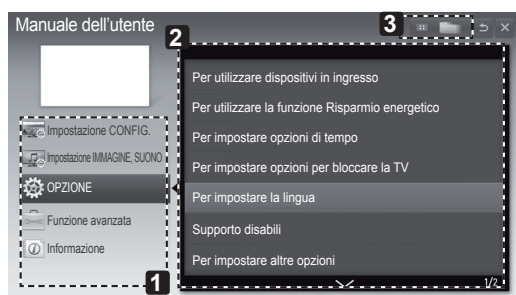 Manuale dell'utente
3
2
Impostazione CONFIG.
Impostazione IMMAGINE, SUONO
OPZIONE
Funzione avanzata
Informazione
1
Per utilizzare dispositivi in ingresso
Per utilizzare la funzione Risparmio energetico
Per impostare opzioni di tempo
Per impostare opzioni per bloccare la TV
Per impostare la lingua
Supporto disabili
Per impostare altre opzioni
1/2